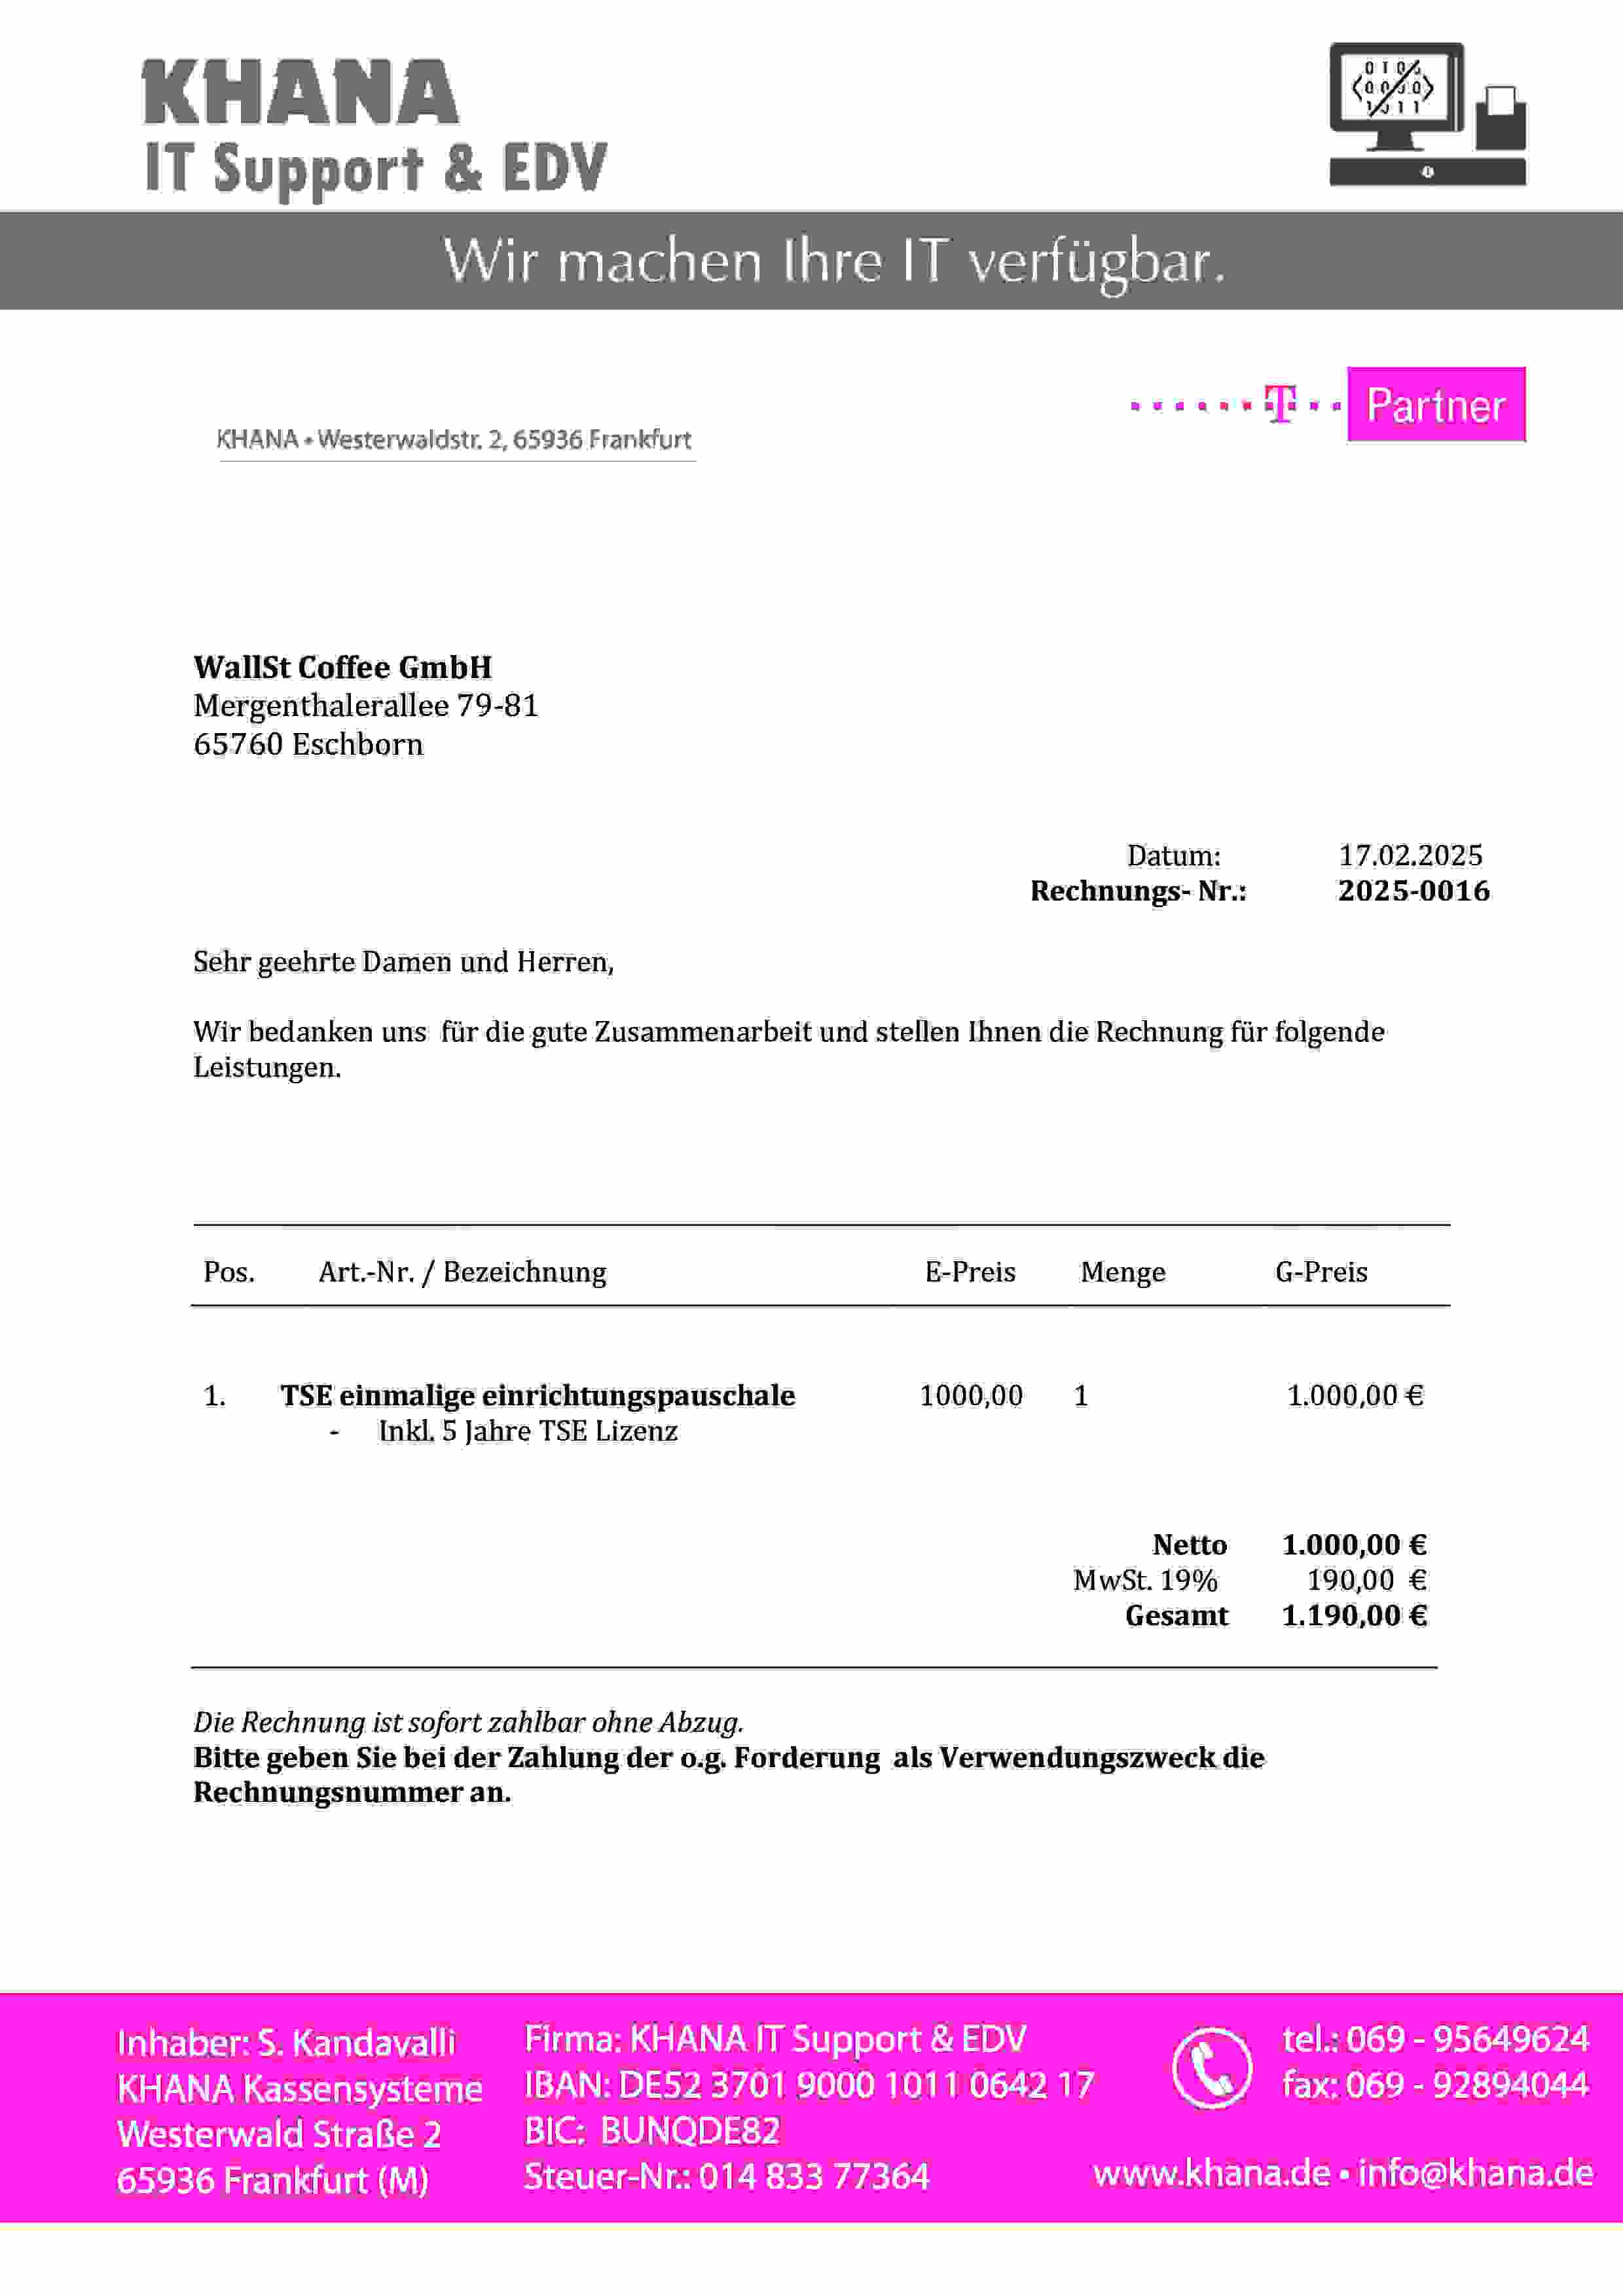 KHANA
IT Support & EDV
Wir machen Ihre IT verfügbar.
T Partner
KHANA • Westerwaldstr. 2, 65936 Frankfurt
WallSt Coffee GmbH
Mergenthalerallee 79-81
65760 Eschborn
Datum: 17.02.2025
Rechnungs- Nr.: 2025-0016
Sehr geehrte Damen und Herren,
Wir bedanken uns für die gute Zusammenarbeit und stellen Ihnen die Rechnung für folgende
Leistungen.
Pos. Art.-Nr. / Bezeichnung E-Preis Menge G-Preis
1. TSE einmalige einrichtungspauschale 1000,00 1 1.000,00 €
- Inkl. 5 Jahre TSE Lizenz
Netto 1.000,00 €
MwSt. 19% 190,00 €
Gesamt 1.190,00 €
Die Rechnung ist sofort zahlbar ohne Abzug.
Bitte geben Sie bei der Zahlung der o.g. Forderung als Verwendungszweck die
Rechnungsnummer an.
Inhaber: S. Kandavalli
KHANA Kassensysteme
Westerwald Straße 2
65936 Frankfurt (M)
Firma: KHANA IT Support & EDV
IBAN: DE52 3701 9000 1011 0642 17
BIC: BUNQDE82
Steuer-Nr.: 014 833 77364
tel.: 069 - 95649624
fax: 069 - 92894044
www.khana.de • info@khana.de